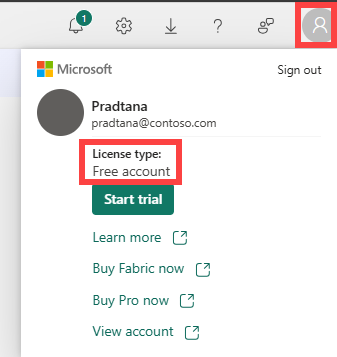 1
?
Microsoft
Sign out
Pradtana
pradtana@contoso.com
License type:
Free account
Start trial
Learn more
Buy Fabric now
Buy Pro now
View account